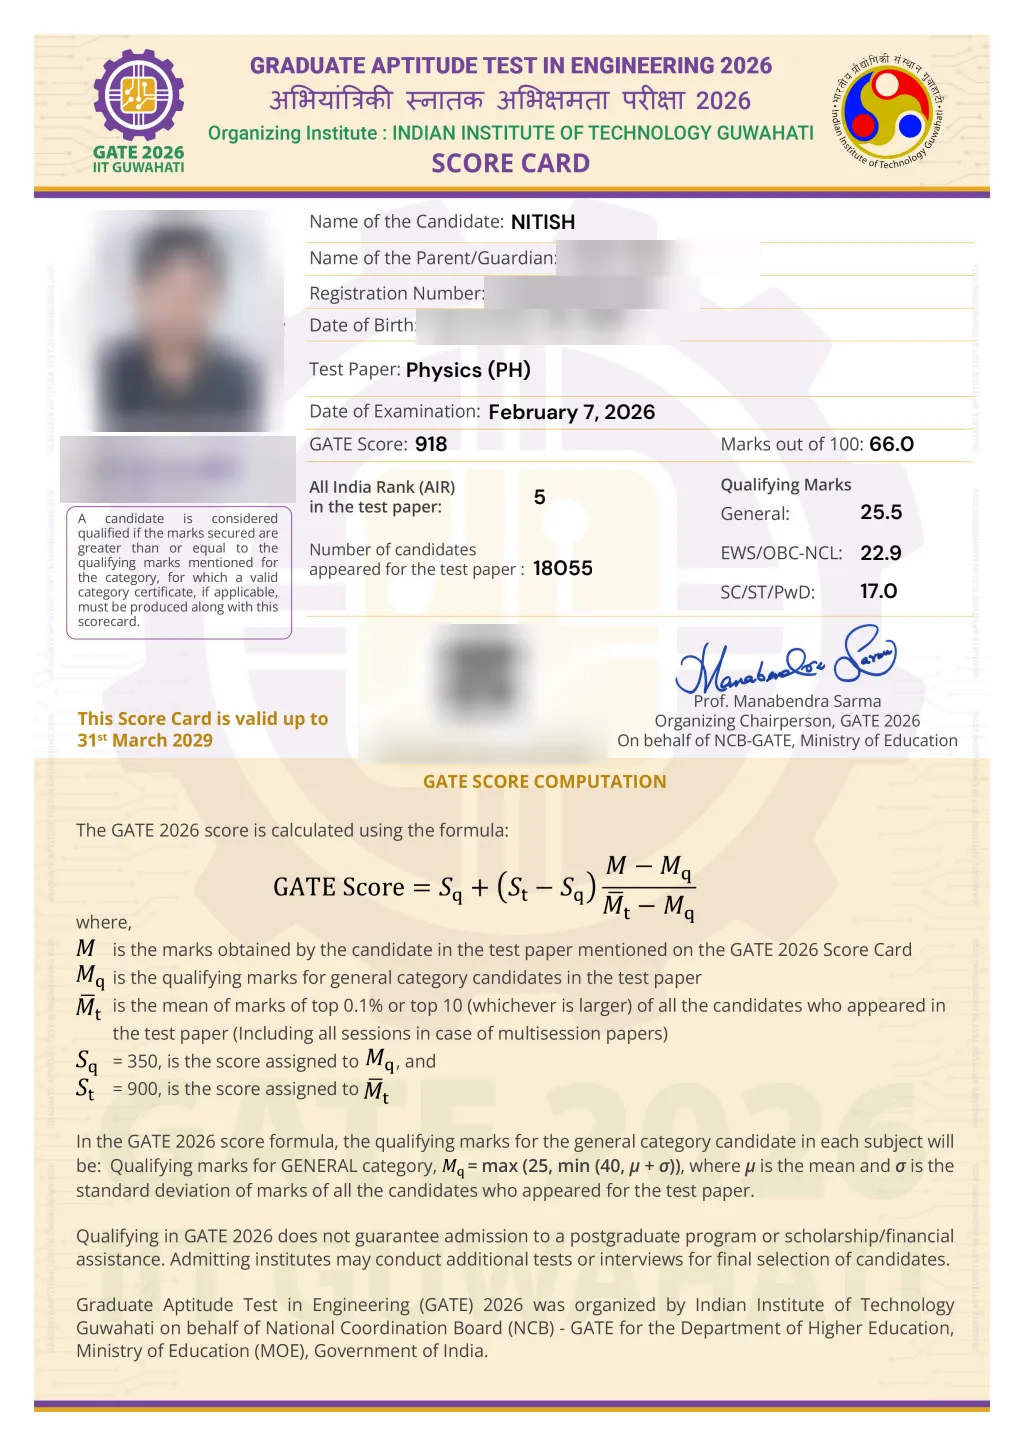 GRADUATE APTITUDE TEST IN ENGINEERING 2026
अभियांत्रिकी स्नातक अभिक्षमता परीक्षा 2026
Organizing Institute : INDIAN INSTITUTE OF TECHNOLOGY GUWAHATI
SCORE CARD
GATE 2026
IIT GUWAHATI
भारतीय प्रौद्योगिकी संस्थान गुवाहाटी
Indian Institute of Technology Guwahati
Name of the Candidate: NITISH
Name of the Parent/Guardian:
Registration Number:
Date of Birth:
Test Paper: Physics (PH)
Date of Examination: February 7, 2026
GATE Score: 918
Marks out of 100: 66.0
All India Rank (AIR)
in the test paper: 5
Number of candidates
appeared for the test paper : 18055
Qualifying Marks
General: 25.5
EWS/OBC-NCL: 22.9
SC/ST/PwD: 17.0
A candidate is considered
qualified if the marks secured are
greater than or equal to the
qualifying marks mentioned for
the category, for which a valid
category certificate, if applicable,
must be produced along with this
scorecard.
This Score Card is valid up to
31st March 2029
Manabendra Sarma
Prof. Manabendra Sarma
Organizing Chairperson, GATE 2026
On behalf of NCB-GATE, Ministry of Education
GATE SCORE COMPUTATION
The GATE 2026 score is calculated using the formula:
GATE Score = Sq + (St − Sq) (M − Mq) / (M̅t − Mq)
where,
M is the marks obtained by the candidate in the test paper mentioned on the GATE 2026 Score Card
Mq is the qualifying marks for general category candidates in the test paper
M̅t is the mean of marks of top 0.1% or top 10 (whichever is larger) of all the candidates who appeared in
the test paper (Including all sessions in case of multisession papers)
Sq = 350, is the score assigned to Mq, and
St = 900, is the score assigned to M̅t
In the GATE 2026 score formula, the qualifying marks for the general category candidate in each subject will
be: Qualifying marks for GENERAL category, Mq = max (25, min (40, μ + σ)), where μ is the mean and σ is the
standard deviation of marks of all the candidates who appeared for the test paper.
Qualifying in GATE 2026 does not guarantee admission to a postgraduate program or scholarship/financial
assistance. Admitting institutes may conduct additional tests or interviews for final selection of candidates.
Graduate Aptitude Test in Engineering (GATE) 2026 was organized by Indian Institute of Technology
Guwahati on behalf of National Coordination Board (NCB) - GATE for the Department of Higher Education,
Ministry of Education (MOE), Government of India.
GATE 2026
IIT GUWAHATI